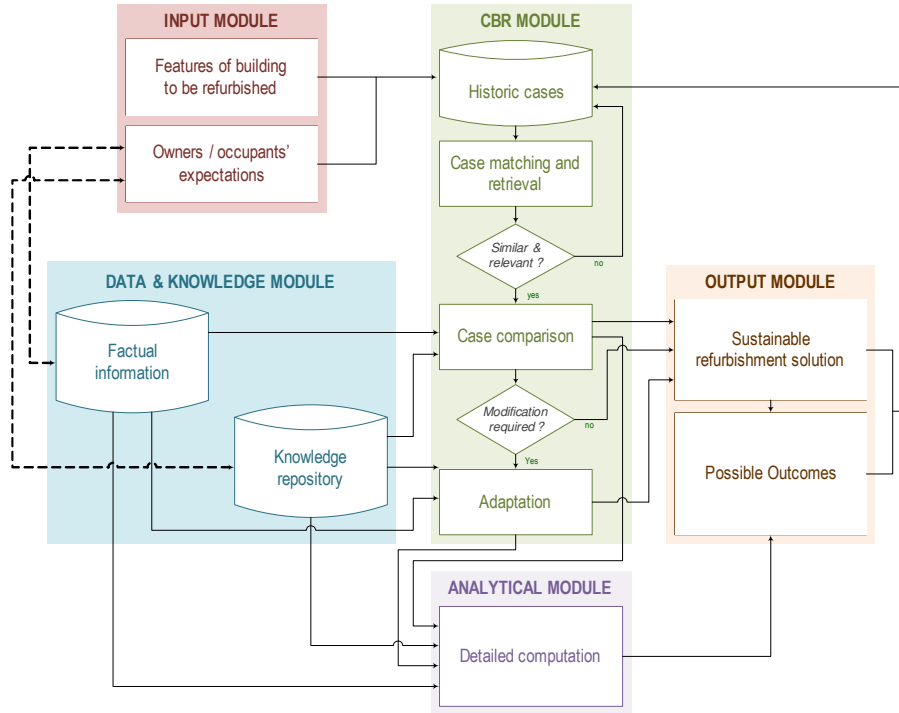 INPUT MODULE
Features of building
to be refurbished
Owners / occupants'
expectations
CBR MODULE
Historic cases
Case matching and
retrieval
Similar &
relevant ?
no
yes
Case comparison
Modification
required ?
no
Yes
Adaptation
DATA & KNOWLEDGE MODULE
Factual
information
Knowledge
repository
OUTPUT MODULE
Sustainable
refurbishment solution
Possible Outcomes
ANALYTICAL MODULE
Detailed computation